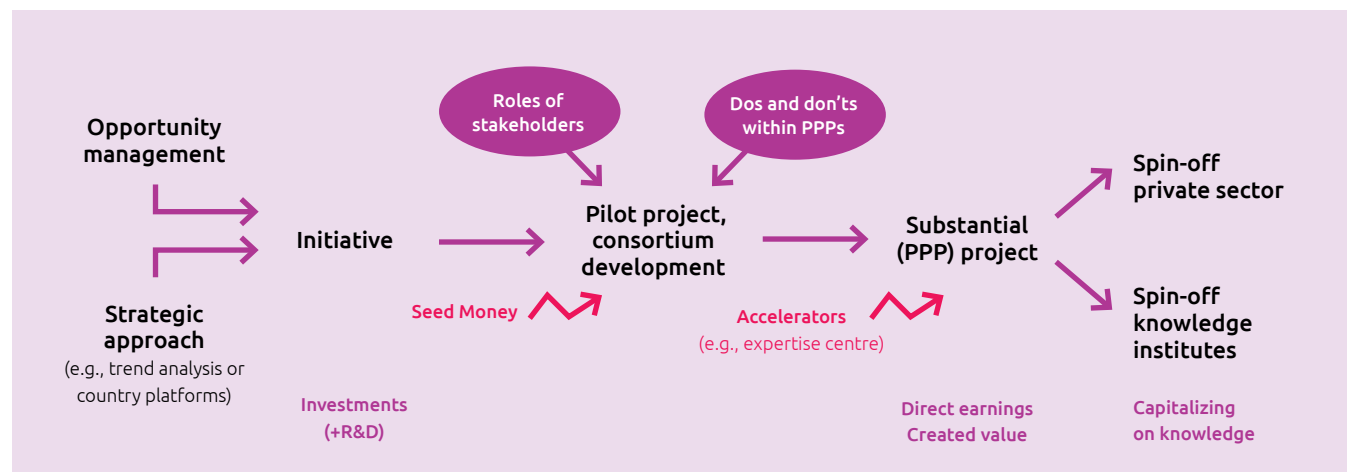 Opportunity
management
Strategic
approach
(e.g., trend analysis or
country platforms)
Initiative
Investments
(+R&D)
Roles of
stakeholders
Dos and don’ts
within PPPs
Pilot project,
consortium
development
Seed Money
Accelerators
(e.g., expertise centre)
Substantial
(PPP) project
Direct earnings
Created value
Spin-off
private sector
Spin-off
knowledge
institutes
Capitalizing
on knowledge